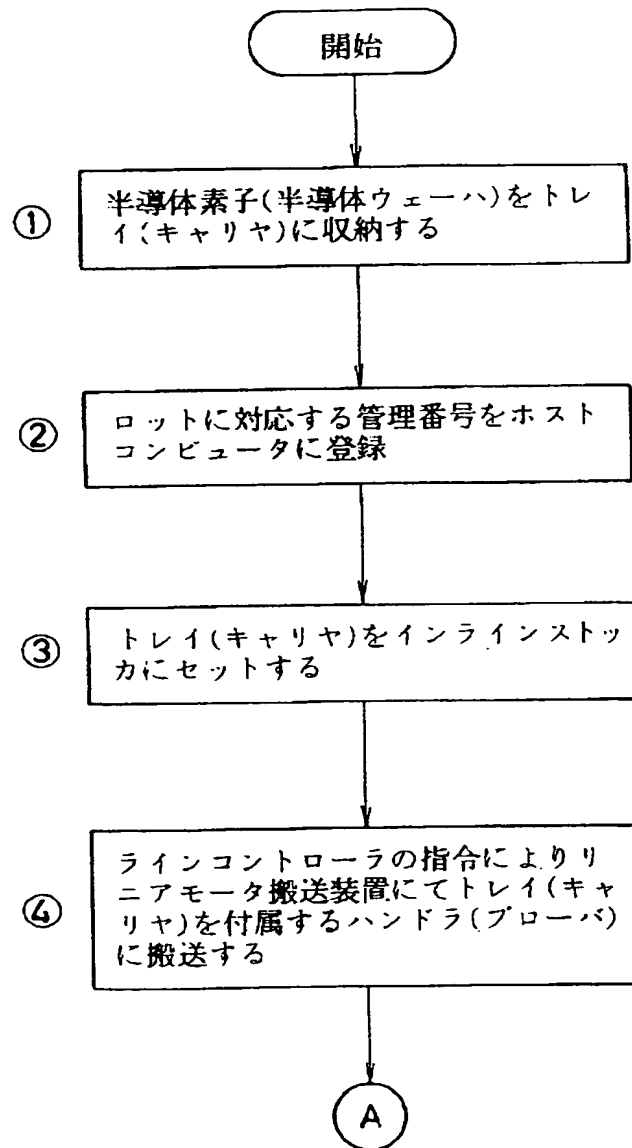 開始
①
半導体素子(半導体ウェーハ)をトレ
イ(キャリヤ)に収納する
②
ロットに対応する管理番号をホスト
コンピュータに登録
③
トレイ(キャリヤ)をインラインストッ
カにセットする
④
ラインコントローラの指令によりリ
ニアモータ搬送装置にてトレイ(キャ
リヤ)を付属するハンドラ(プローバ)
に搬送する
A